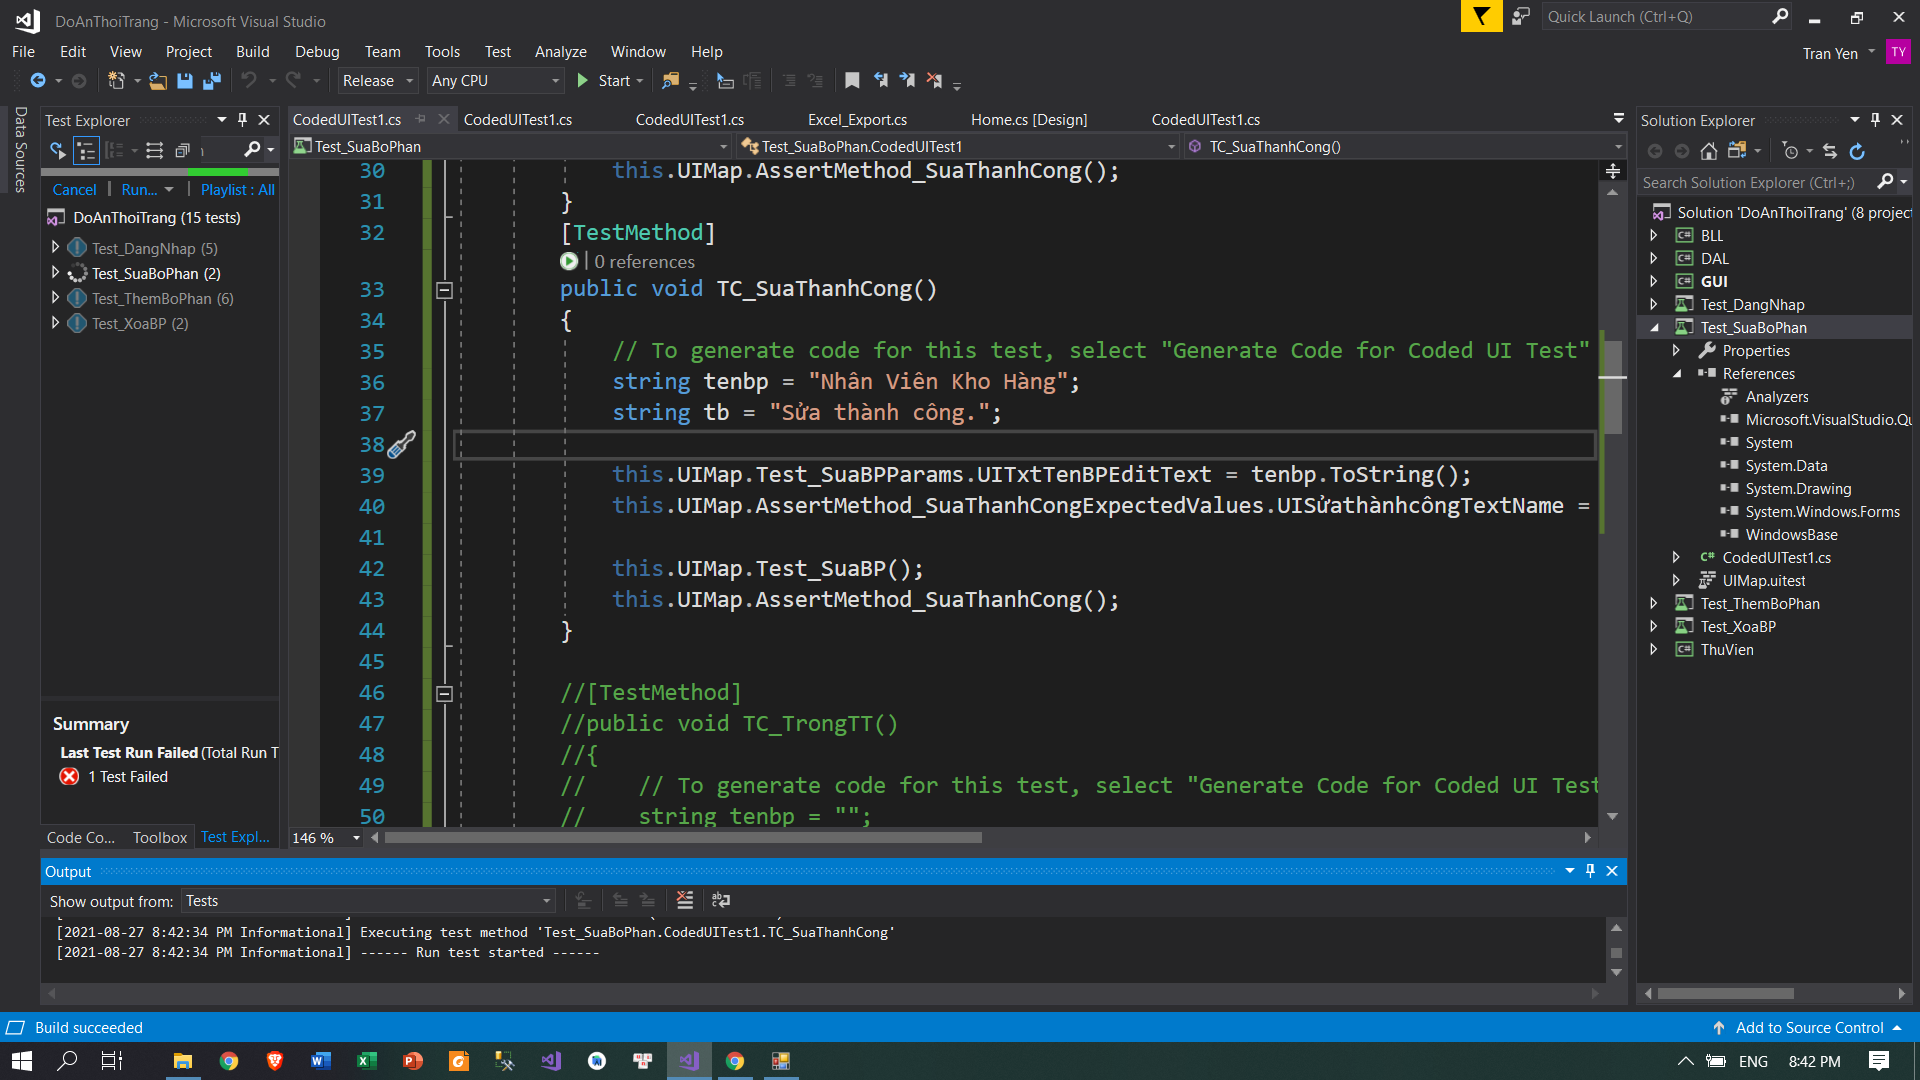 DoAnThoiTrang - Microsoft Visual Studio
Quick Launch (Ctrl+Q)
File Edit View Project Build Debug Team Tools Test Analyze Window Help
Tran Yen TY
Release Any CPU Start
Data Sources
Test Explorer
Cancel Run... Playlist : All
DoAnThoiTrang (15 tests)
Test_DangNhap (5)
Test_SuaBoPhan (2)
Test_ThemBoPhan (6)
Test_XoaBP (2)
Summary
Last Test Run Failed (Total Run T
1 Test Failed
Code Co... Toolbox Test Expl...
CodedUITest1.cs CodedUITest1.cs CodedUITest1.cs Excel_Export.cs Home.cs [Design] CodedUITest1.cs
Test_SuaBoPhan Test_SuaBoPhan.CodedUITest1 TC_SuaThanhCong()
30 this.UIMap.AssertMethod_SuaThanhCong();
31 }
32 [TestMethod]
0 references
33 public void TC_SuaThanhCong()
34 {
35 // To generate code for this test, select "Generate Code for Coded UI Test"
36 string tenbp = "Nhân Viên Kho Hàng";
37 string tb = "Sửa thành công.";
38
39 this.UIMap.Test_SuaBPParams.UITxtTenBPEditText = tenbp.ToString();
40 this.UIMap.AssertMethod_SuaThanhCongExpectedValues.UISửathànhcôngTextName =
41
42 this.UIMap.Test_SuaBP();
43 this.UIMap.AssertMethod_SuaThanhCong();
44 }
45
46 //[TestMethod]
47 //public void TC_TrongTT()
48 //{
49 // // To generate code for this test, select "Generate Code for Coded UI Test
50 // string tenbp = "";
146 %
Output
Show output from: Tests
[2021-08-27 8:42:34 PM Informational] Executing test method 'Test_SuaBoPhan.CodedUITest1.TC_SuaThanhCong'
[2021-08-27 8:42:34 PM Informational] ------ Run test started ------
Solution Explorer
Search Solution Explorer (Ctrl+;)
Solution 'DoAnThoiTrang' (8 project
BLL
DAL
GUI
Test_DangNhap
Test_SuaBoPhan
Properties
References
Analyzers
Microsoft.VisualStudio.Qu
System
System.Data
System.Drawing
System.Windows.Forms
WindowsBase
CodedUITest1.cs
UIMap.uitest
Test_ThemBoPhan
Test_XoaBP
ThuVien
Build succeeded
Add to Source Control
ENG 8:42 PM